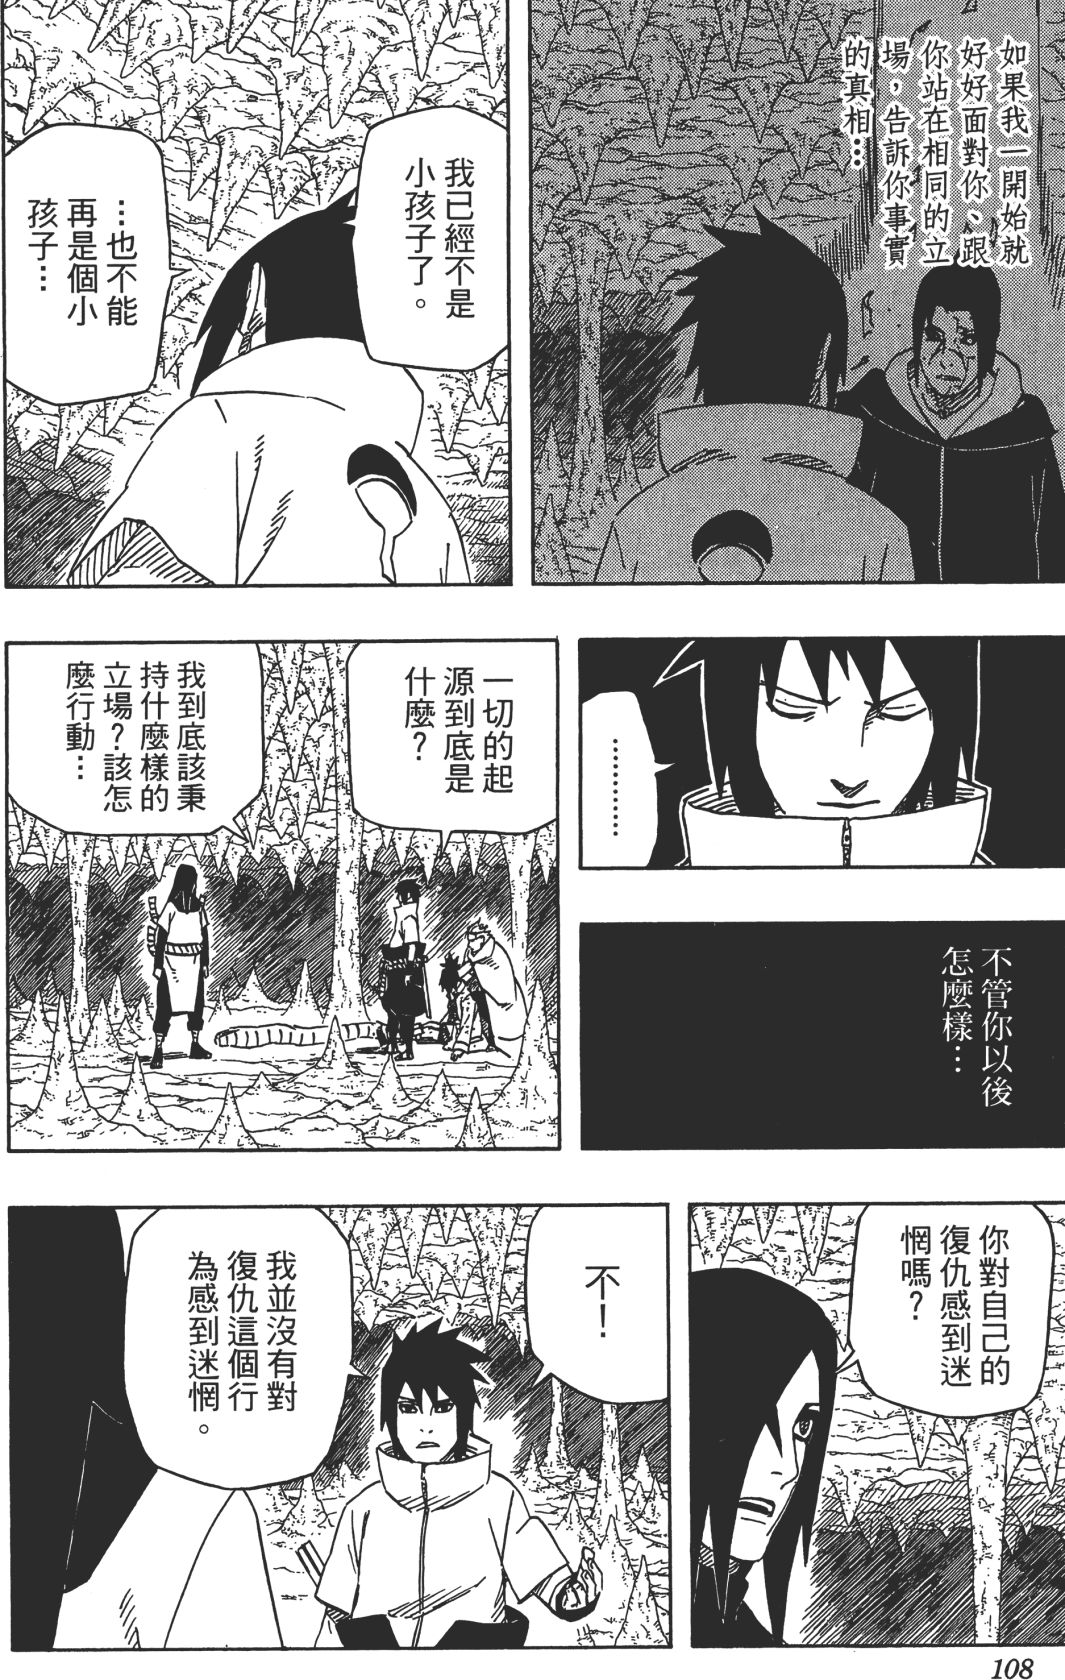 如果我一開始就
好好面對你、跟
你站在相同的立
場，告訴你事實
的真相…
我已經不是
小孩子了。
…也不能
再是個小
孩子…
…………
不管你以後
怎麼樣…
一切的起
源到底是
什麼？
我到底該秉
持什麼樣的
立場？該怎
麼行動…
你對自己的
復仇感到迷
惘嗎？
不！
我並沒有對
復仇這個行
為感到迷惘。
108